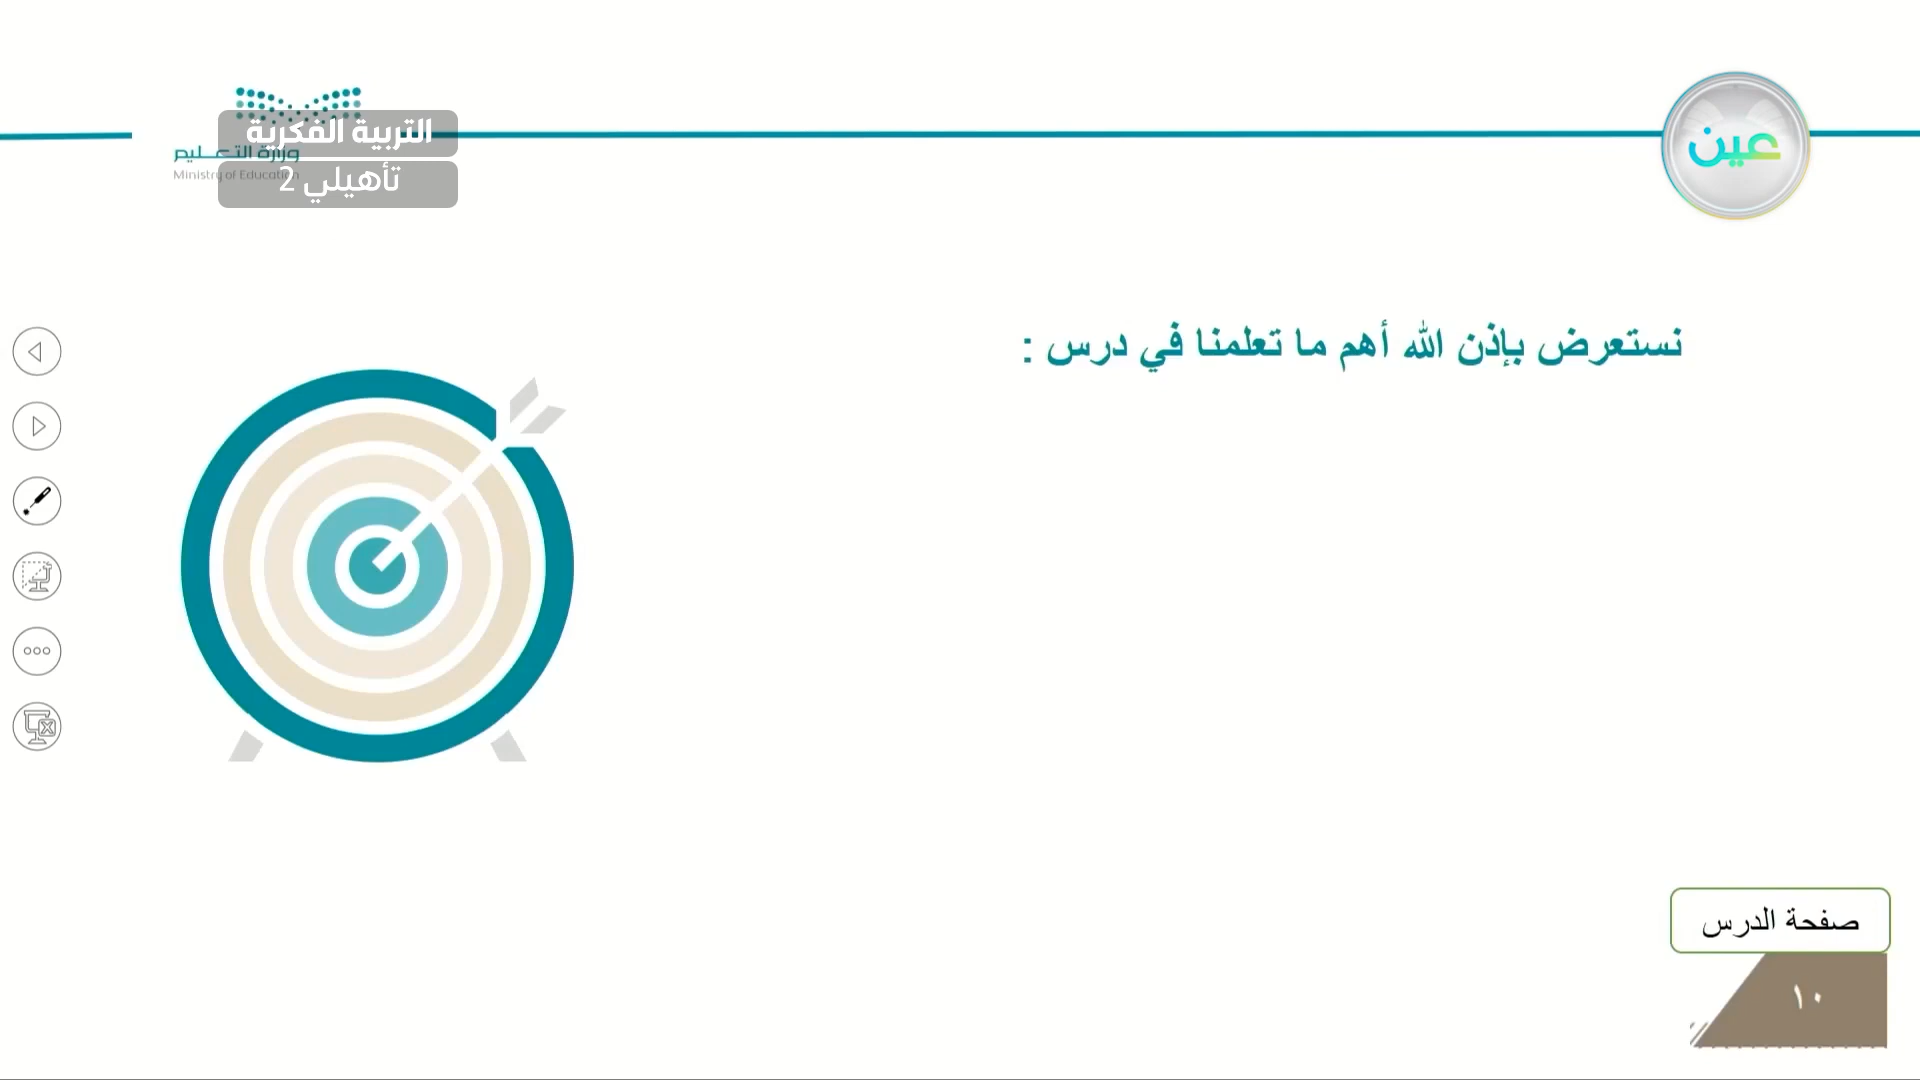 التربية الفكرية
وزارة التعليم
Ministry of Education
تأهيلي 2
عين
نستعرض بإذن الله أهم ما تعلمنا في درس :
صفحة الدرس
١٠